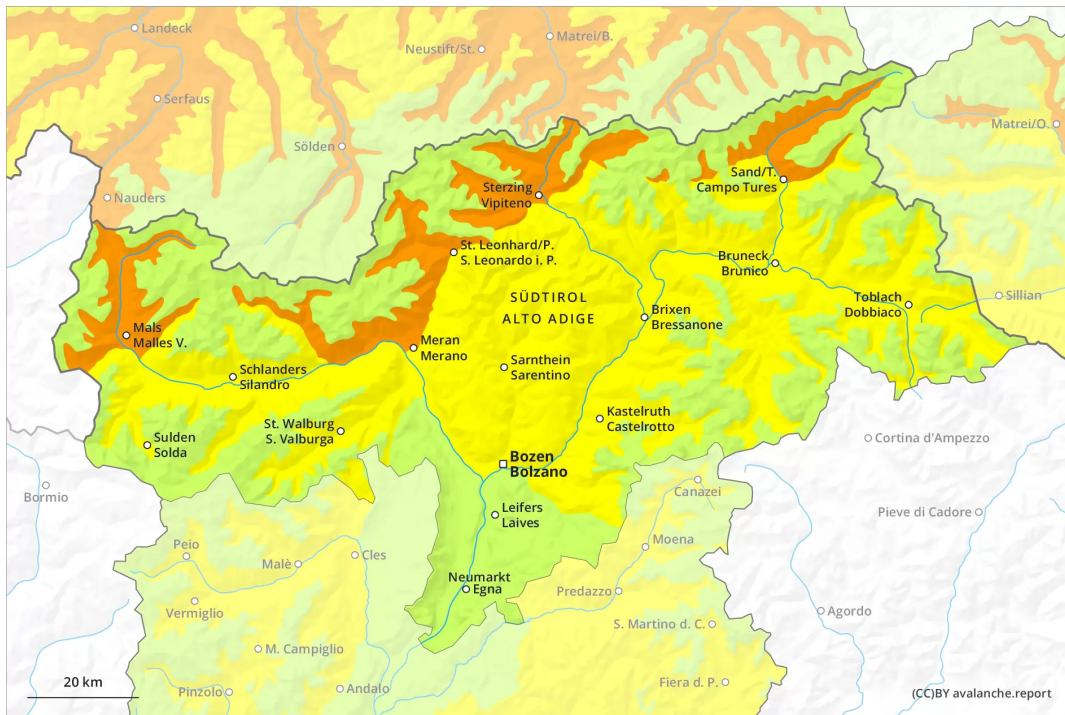 Landeck
Matrei/B.
Neustift/St.
Serfaus
Matrei/O.
Sölden
Sand/T.
Campo Tures
Nauders
Sterzing
Vipiteno
St. Leonhard/P.
S. Leonardo i. P.
Bruneck
Brunico
SÜDTIROL
ALTO ADIGE
Toblach
Dobbiaco
Sillian
Brixen
Bressanone
Mals
Malles V.
Meran
Merano
Sarnthein
Sarentino
Schlanders
Silandro
Kastelruth
Castelrotto
St. Walburg
S. Valburga
Sulden
Solda
Cortina d'Ampezzo
Bozen
Bolzano
Bormio
Canazei
Leifers
Laives
Pieve di Cadore
Moena
Peio
Malè
Cles
Neumarkt
Egna
Predazzo
Vermiglio
Agordo
S. Martino d. C.
M. Campiglio
20 km
Pinzolo
Andalo
Fiera d. P.
(CC)BY avalanche.report